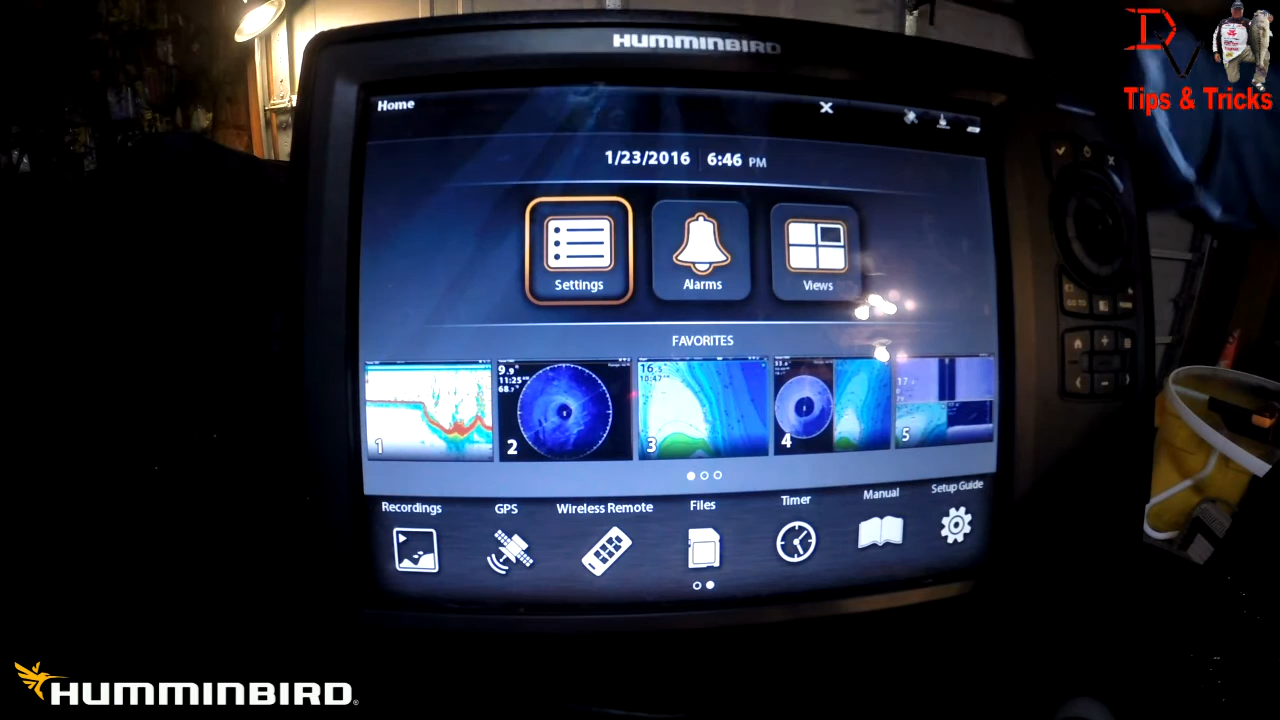 HUMMINBIRD
DV
Tips & Tricks
Home
1/23/2016 6:46 PM
Settings
Alarms
Views
FAVORITES
1
2
3
4
5
Recordings
GPS
Wireless Remote
Files
Timer
Manual
Setup Guide
HUMMINBIRD